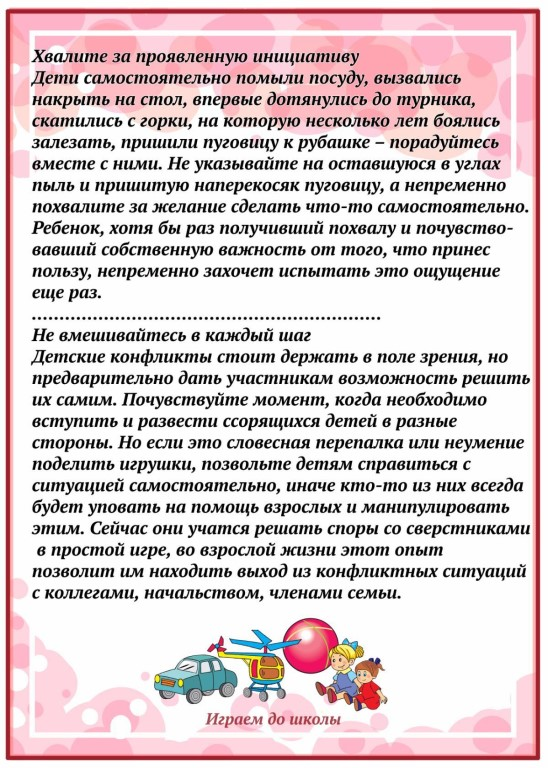 Хвалите за проявленную инициативу
Дети самостоятельно помыли посуду, вызвались
накрыть на стол, впервые дотянулись до турника,
скатились с горки, на которую несколько лет боялись
залезать, пришили пуговицу к рубашке – порадуйтесь
вместе с ними. Не указывайте на оставшуюся в углах
пыль и пришитую наперекосяк пуговицу, а непременно
похвалите за желание сделать что-то самостоятельно.
Ребенок, хотя бы раз получивший похвалу и почувство-
вавший собственную важность от того, что принес
пользу, непременно захочет испытать это ощущение
еще раз.
..............................................................
Не вмешивайтесь в каждый шаг
Детские конфликты стоит держать в поле зрения, но
предварительно дать участникам возможность решить
их самим. Почувствуйте момент, когда необходимо
вступить и развести ссорящихся детей в разные
стороны. Но если это словесная перепалка или неумение
поделить игрушки, позвольте детям справиться с
ситуацией самостоятельно, иначе кто-то из них всегда
будет уповать на помощь взрослых и манипулировать
этим. Сейчас они учатся решать споры со сверстниками
в простой игре, во взрослой жизни этот опыт
позволит им находить выход из конфликтных ситуаций
с коллегами, начальством, членами семьи.
Играем до школы